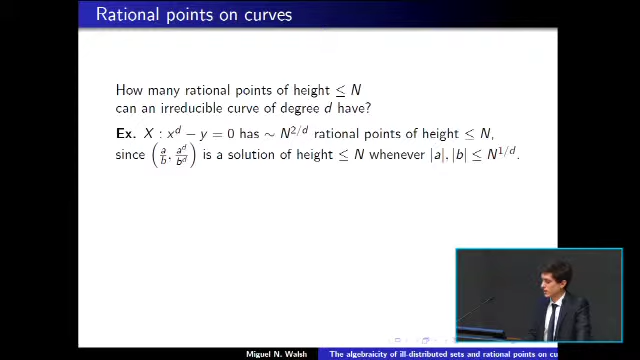 Rational points on curves
How many rational points of height ≤ N
can an irreducible curve of degree d have?
Ex. X : x^d − y = 0 has ∼ N^{2/d} rational points of height ≤ N,
since (a/b, a^d/b^d) is a solution of height ≤ N whenever |a|, |b| ≤ N^{1/d}.
Miguel N. Walsh
The algebraicity of ill-distributed sets and rational points on cu